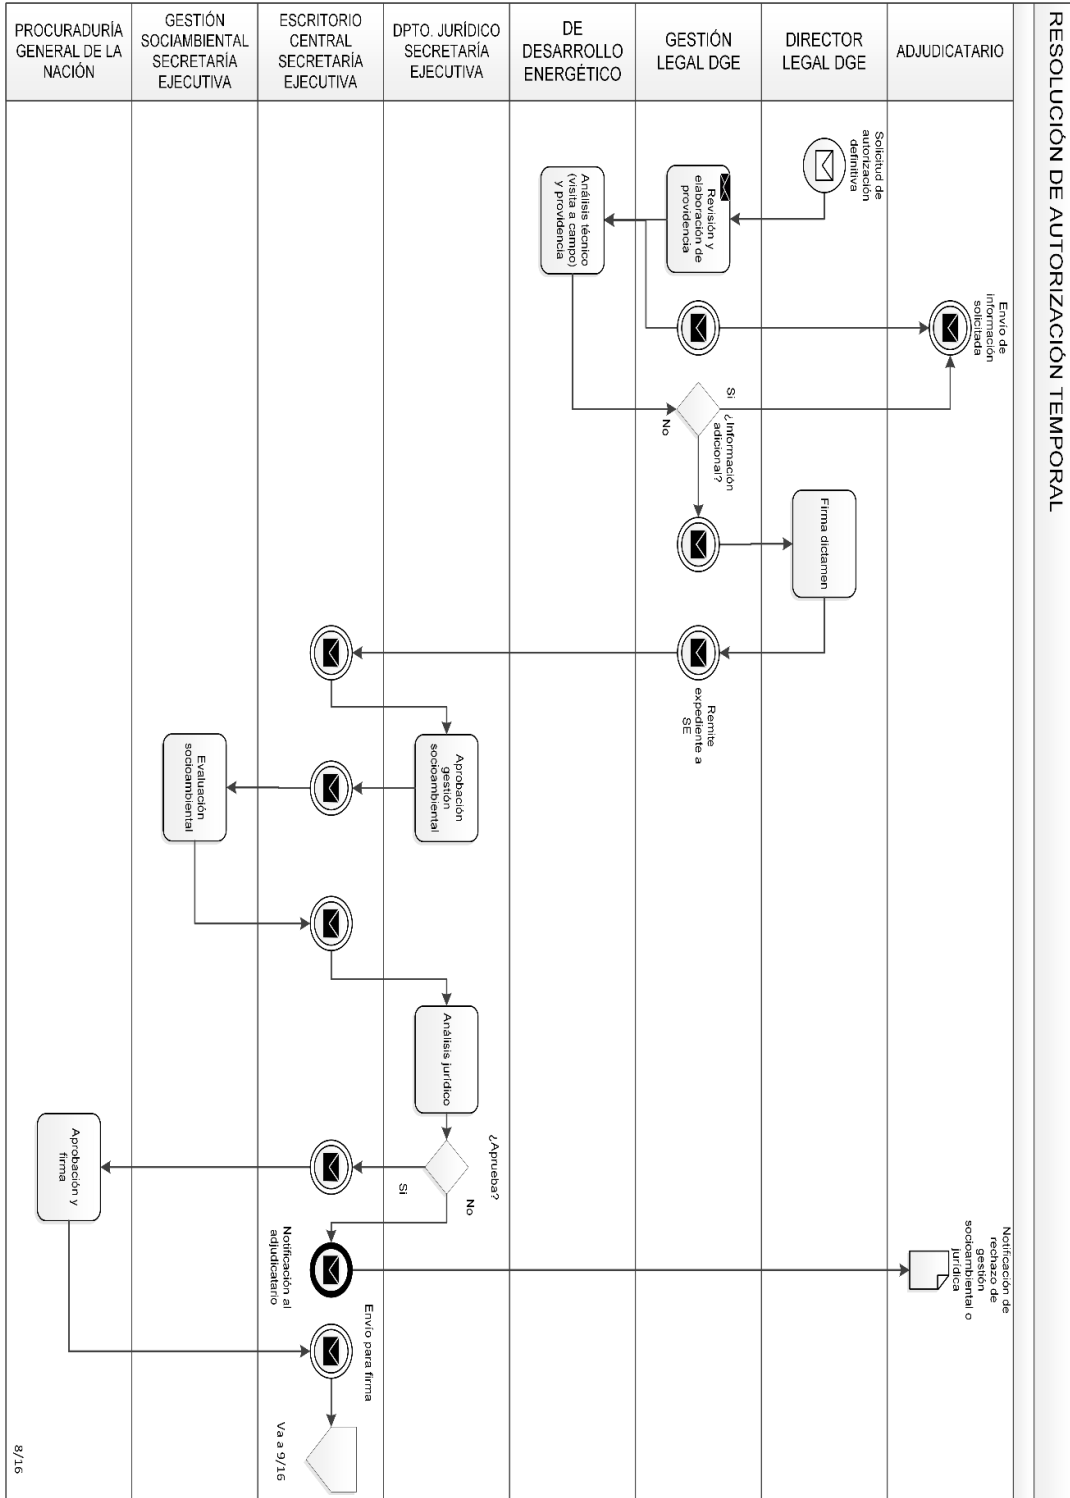 RESOLUCIÓN DE AUTORIZACIÓN TEMPORAL
PROCURADURÍA
GENERAL DE LA
NACIÓN
GESTIÓN
SOCIAMBIENTAL
SECRETARÍA
EJECUTIVA
ESCRITORIO
CENTRAL
SECRETARÍA
EJECUTIVA
DPTO. JURÍDICO
SECRETARÍA
EJECUTIVA
DE
DESARROLLO
ENERGÉTICO
GESTIÓN
LEGAL DGE
DIRECTOR
LEGAL DGE
ADJUDICATARIO
Solicitud de
autorización
definitiva
Revisión y
elaboración de
providencia
Análisis técnico
(visita a campo)
y providencia
Envío de
información
solicitada
Si
¿Información
adicional?
No
Firma dictamen
Remite
expediente a
SE
Aprobación
gestión
socioambiental
Evaluación
socioambiental
Análisis jurídico
¿Aprueba?
Si
No
Aprobación y
firma
Notificación al
adjudicatario
Notificación de
rechazo de
gestión
socioambiental o
jurídica
Envío para firma
Va a 9/16
8/16